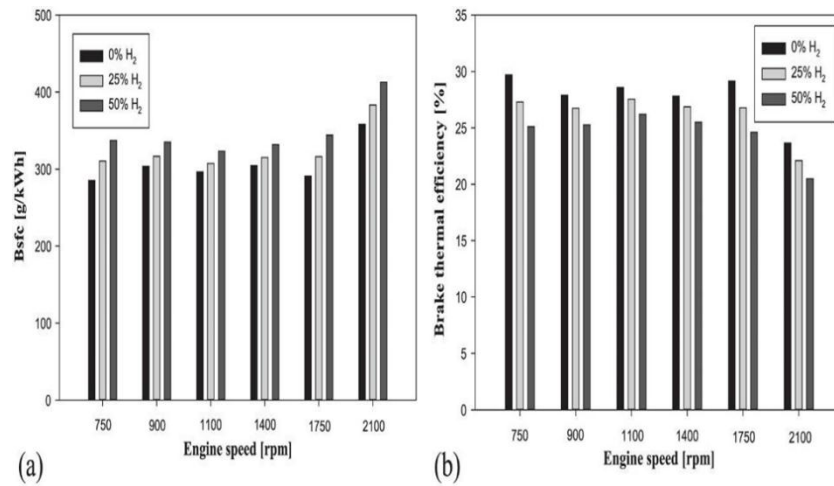 500
400
300
200
100
0
Bsfc [g/kWh]
0% H₂
25% H₂
50% H₂
750 900 1100 1400 1750 2100
Engine speed [rpm]
(a)
35
30
25
20
15
10
5
0
Brake thermal efficiency [%]
0% H₂
25% H₂
50% H₂
750 900 1100 1400 1750 2100
Engine speed [rpm]
(b)